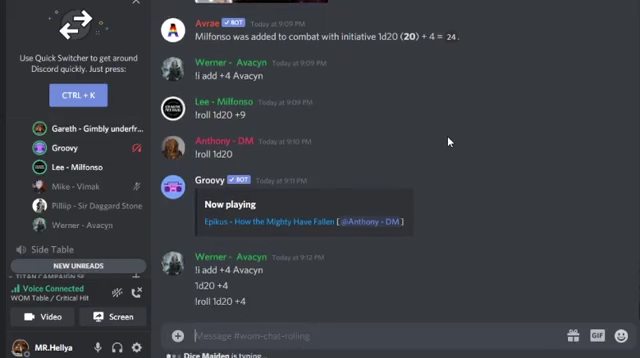 Use Quick Switcher to get around
Discord quickly. Just press:
CTRL + K
Gareth - Gimbly underfr...
Groovy
Lee - Milfonso
Mike - Vimak
Pilliip - Sir Daggard Stone
Werner - Avacyn
Side Table
NEW UNREADS
TITAN CAMPAIGN SE
Voice Connected
WOM Table / Critical Hit
Video
Screen
MR.Hellya
Avrae BOT Today at 9:09 PM
Milfonso was added to combat with initiative 1d20 (20) + 4 = 24.
Werner - Avacyn Today at 9:09 PM
!i add +4 Avacyn
Lee - Milfonso Today at 9:09 PM
!roll 1d20 +9
Anthony - DM Today at 9:10 PM
!roll 1d20
Groovy BOT Today at 9:11 PM
Now playing
Epikus - How the Mighty Have Fallen [@Anthony - DM]
Werner - Avacyn Today at 9:12 PM
!i add +4 Avacyn
1d20 +4
!roll 1d20 +4
Message #wom-chat-rolling
GIF
Dice Maiden is typing...